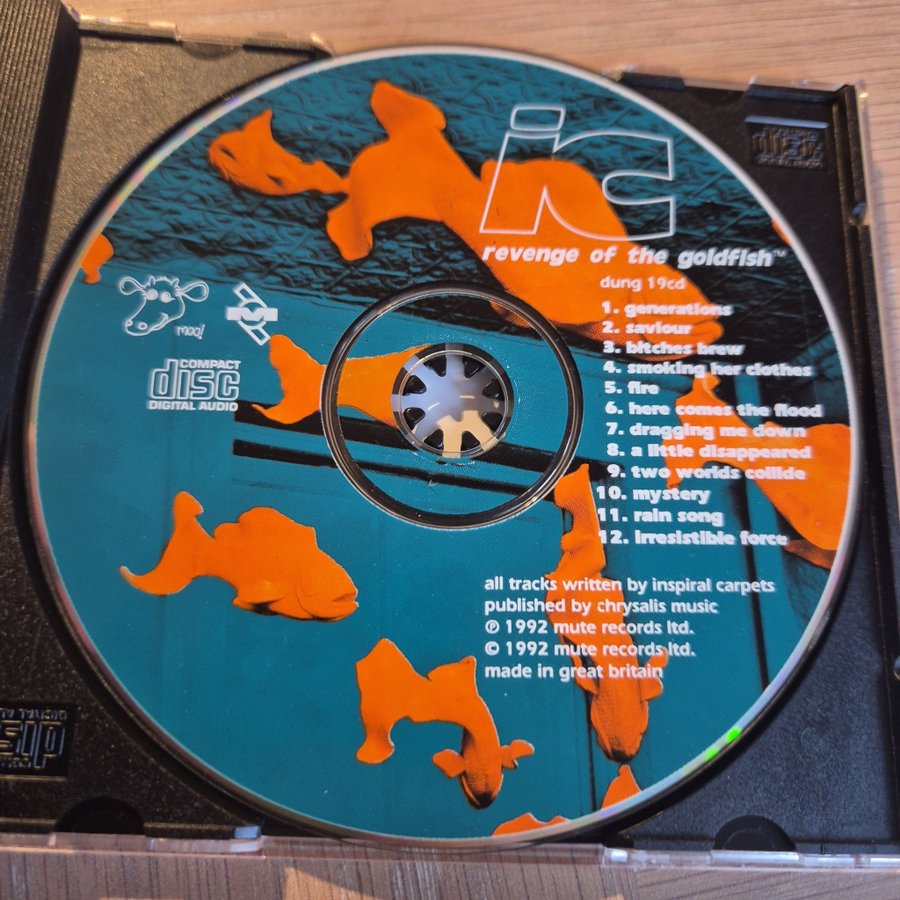 ic
revenge of the goldfish™
dung 19cd
1. generations
2. saviour
3. bitches brew
4. smoking her clothes
5. fire
6. here comes the flood
7. dragging me down
8. a little disappeared
9. two worlds collide
10. mystery
11. rain song
12. irresistible force
moo!
COMPACT
disc
DIGITAL AUDIO
all tracks written by inspiral carpets
published by chrysalis music
℗ 1992 mute records ltd.
© 1992 mute records ltd.
made in great britain